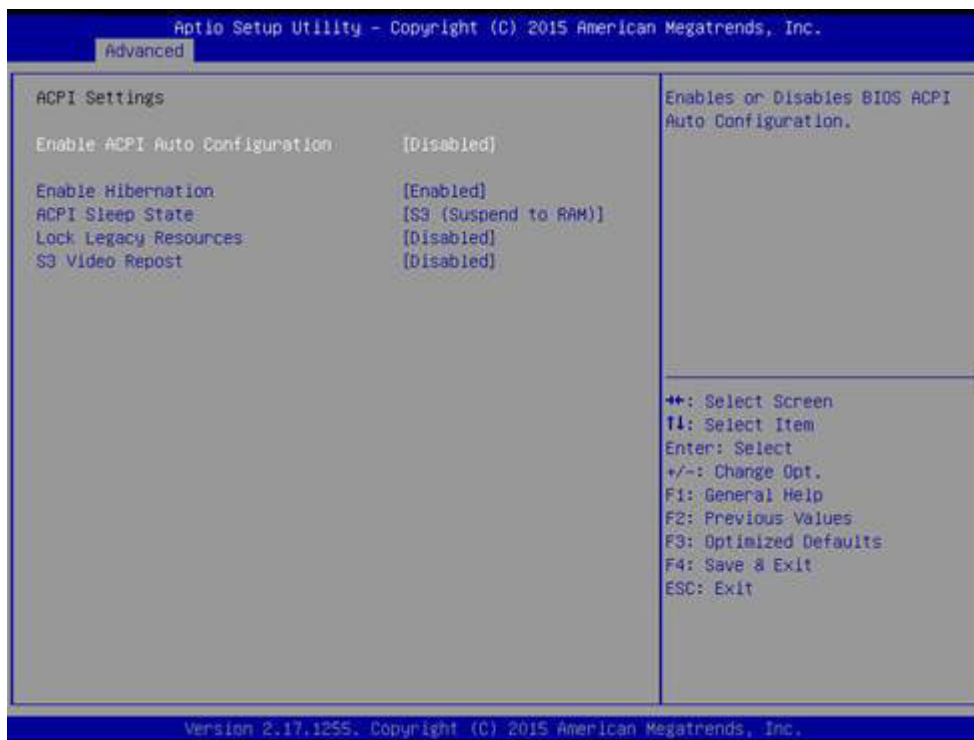 Aptio Setup Utility – Copyright (C) 2015 American Megatrends, Inc.
Advanced
ACPI Settings
Enable ACPI Auto Configuration [Disabled]
Enable Hibernation [Enabled]
ACPI Sleep State [S3 (Suspend to RAM)]
Lock Legacy Resources [Disabled]
S3 Video Repost [Disabled]
Enables or Disables BIOS ACPI
Auto Configuration.
→←: Select Screen
↑↓: Select Item
Enter: Select
+/-: Change Opt.
F1: General Help
F2: Previous Values
F3: Optimized Defaults
F4: Save & Exit
ESC: Exit
Version 2.17.1255. Copyright (C) 2015 American Megatrends, Inc.